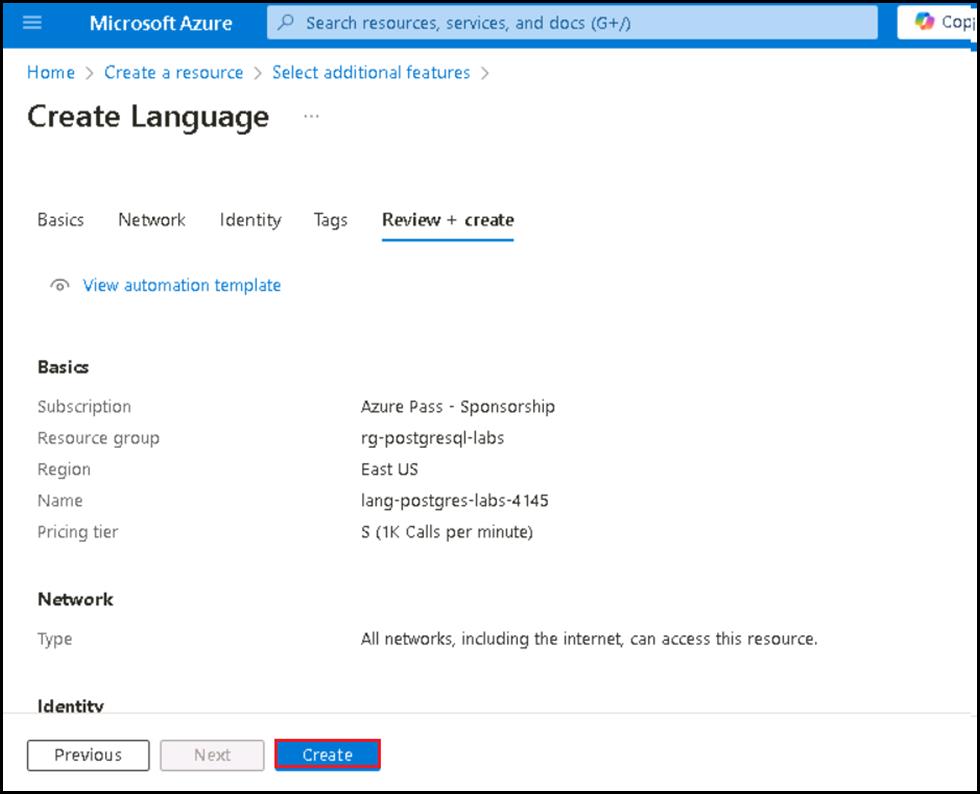 Microsoft Azure
Search resources, services, and docs (G+/)
Home > Create a resource > Select additional features >
Create Language ...
Basics Network Identity Tags Review + create
View automation template
Basics
Subscription Azure Pass - Sponsorship
Resource group rg-postgresql-labs
Region East US
Name lang-postgres-labs-4145
Pricing tier S (1K Calls per minute)
Network
Type All networks, including the internet, can access this resource.
Identity
Previous Next Create